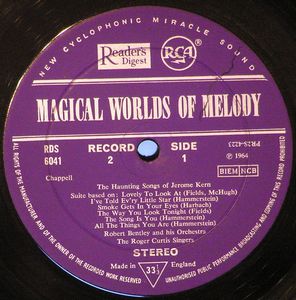 NEW CYCLOPHONIC MIRACLE SOUND
Reader's
Digest
RCA
MAGICAL WORLDS OF MELODY
RDS
6041
RECORD
2
SIDE
1
PR2S-4223
℗ 1964
Chappell
BIEM NCB
The Haunting Songs of Jerome Kern
Suite based on: Lovely To Look At (Fields, McHugh)
I've Told Ev'ry Little Star (Hammerstein)
Smoke Gets In Your Eyes (Harbach)
The Way You Look Tonight (Fields)
The Song Is You (Hammerstein)
All The Things You Are (Hammerstein)
Robert Bentley and his Orchestra
The Roger Curtis Singers
STEREO
Made in
33⅓
England
ALL RIGHTS OF THE MANUFACTURER AND OF THE OWNER OF THE RECORDED WORK RESERVED
UNAUTHORISED PUBLIC PERFORMANCE BROADCASTING AND COPYING OF THIS RECORD PROHIBITED